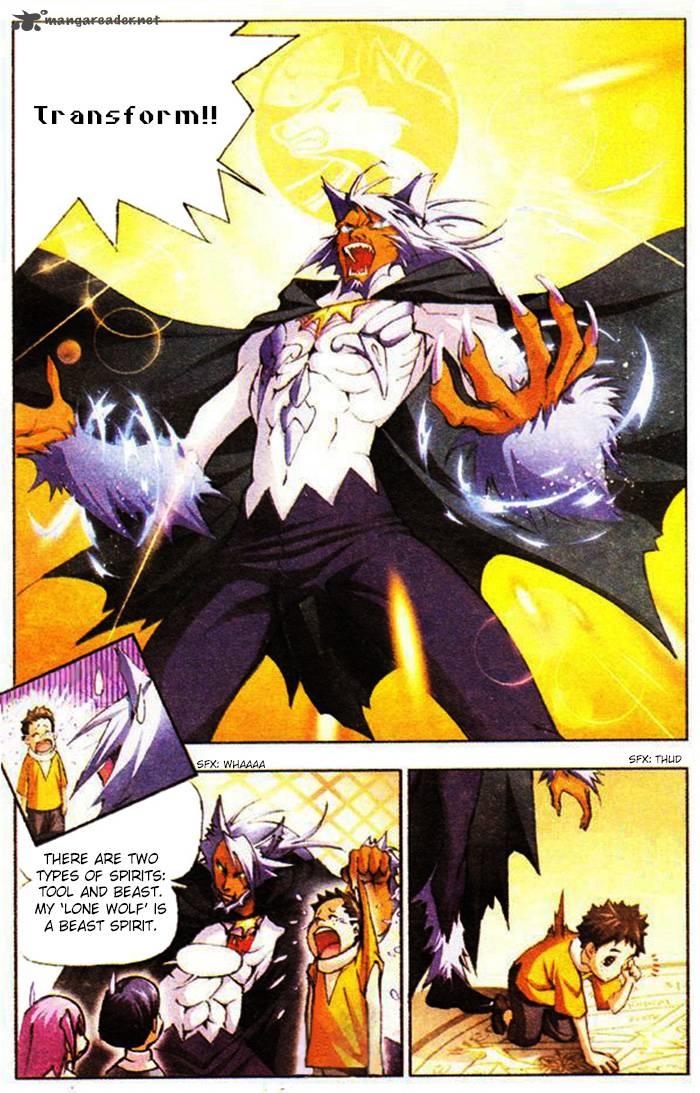 mangareader.net
Transform!!
SFX: WHAAAA
SFX: THUD
THERE ARE TWO
TYPES OF SPIRITS:
TOOL AND BEAST.
MY 'LONE WOLF' IS
A BEAST SPIRIT.